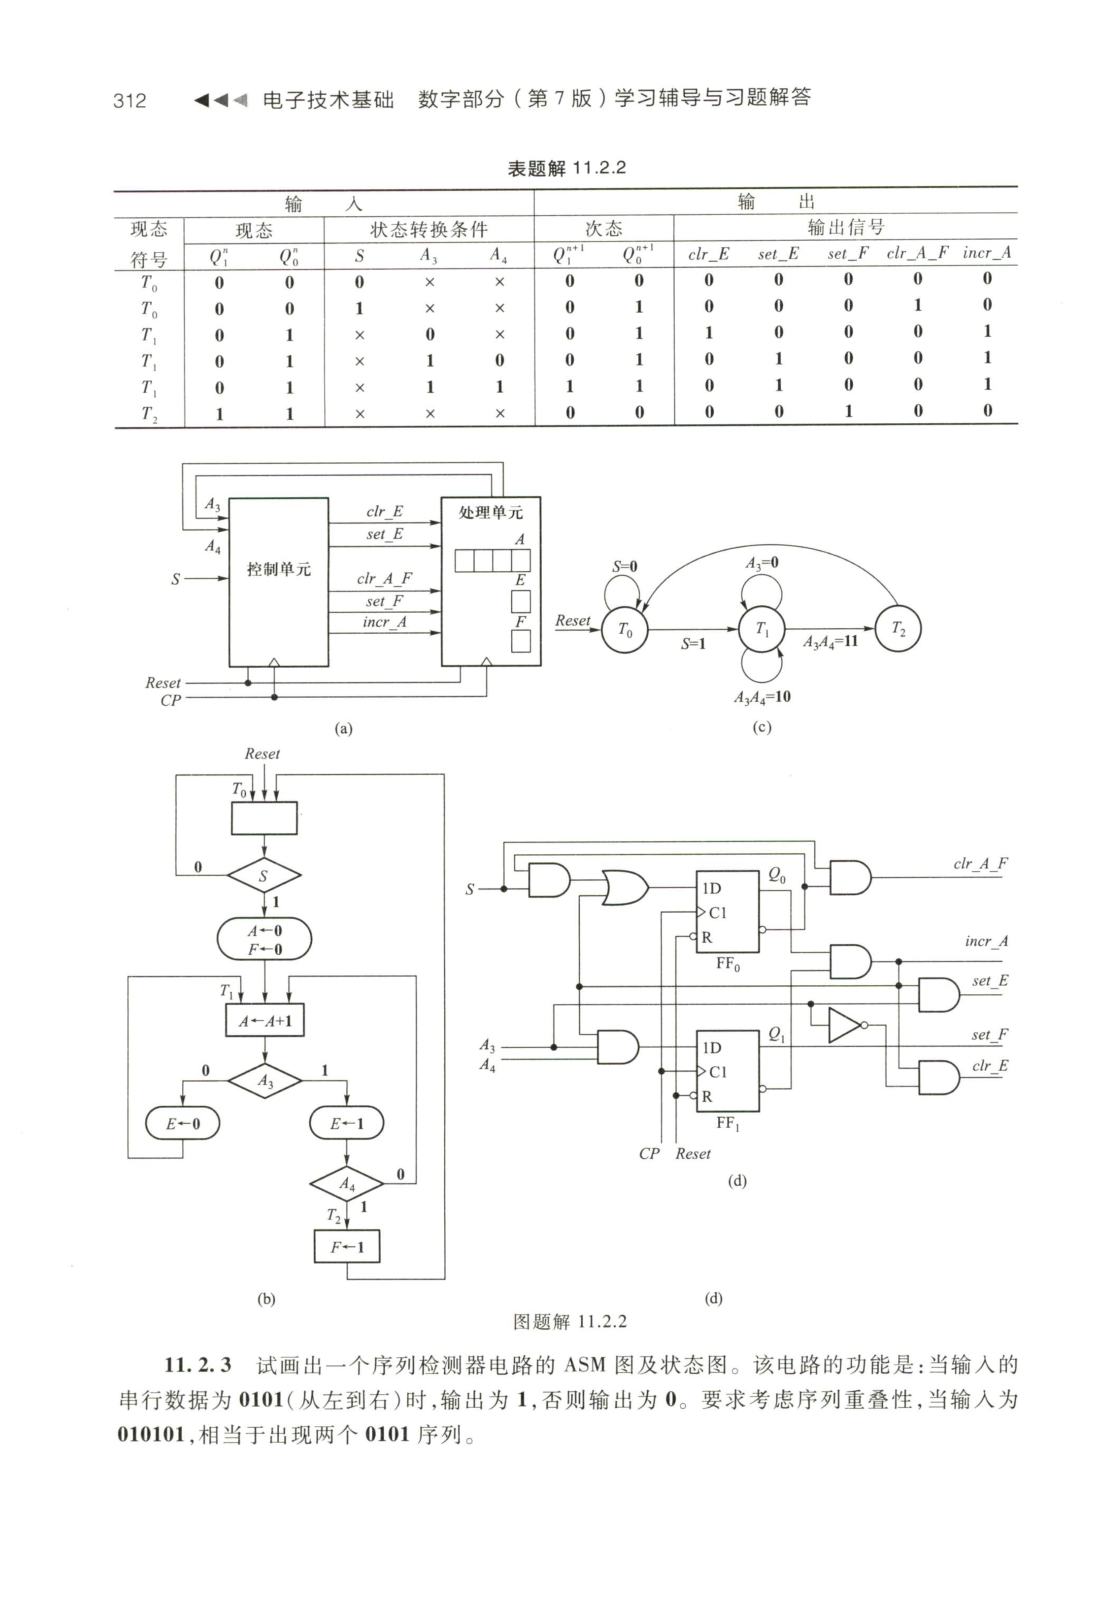 312 ◀◀◀ 电子技术基础 数字部分(第7版)学习辅导与习题解答
表题解 11.2.2
输 入 输 出
现态 现态 状态转换条件 次态 输出信号
符号 Q₁ⁿ Q₀ⁿ S A₃ A₄ Q₁ⁿ⁺¹ Q₀ⁿ⁺¹ clr_E set_E set_F clr_A_F incr_A
T₀ 0 0 0 × × 0 0 0 0 0 0 0
T₀ 0 0 1 × × 0 1 0 0 0 1 0
T₁ 0 1 × 0 × 0 1 1 0 0 0 1
T₁ 0 1 × 1 0 0 1 0 1 0 0 1
T₁ 0 1 × 1 1 1 1 0 1 0 0 1
T₂ 1 1 × × × 0 0 0 0 1 0 0
A₃
A₄
S
控制单元
clr_E
set_E
clr_A_F
set_F
incr_A
处理单元
A
E
F
Reset
CP
(a)
S=0
A₃=0
Reset
T₀
T₁
T₂
S=1
A₃A₄=11
A₃A₄=10
(c)
Reset
T₀
0
S
1
A←0
F←0
T₁
A←A+1
0
A₃
1
E←0
E←1
A₄
0
T₂
1
F←1
(b)
S
1D
C1
R
Q₀
FF₀
clr_A_F
incr_A
set_E
A₃
A₄
1D
C1
R
Q₁
FF₁
set_F
clr_E
CP Reset
(d)
(d)
图题解 11.2.2
11.2.3 试画出一个序列检测器电路的 ASM 图及状态图。该电路的功能是:当输入的
串行数据为 0101(从左到右)时,输出为 1,否则输出为 0。要求考虑序列重叠性,当输入为
010101,相当于出现两个 0101 序列。